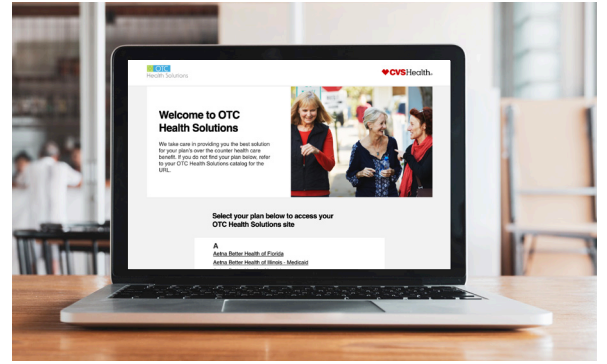 OTC
Health Solutions
CVSHealth.
Welcome to OTC
Health Solutions
We take care in providing you the best solution
for your plan's over the counter health care
benefit. If you do not find your plan below, refer
to your OTC Health Solutions catalog for the
URL.
Select your plan below to access your
OTC Health Solutions site
A
Aetna Better Health of Florida
Aetna Better Health of Illinois - Medicaid